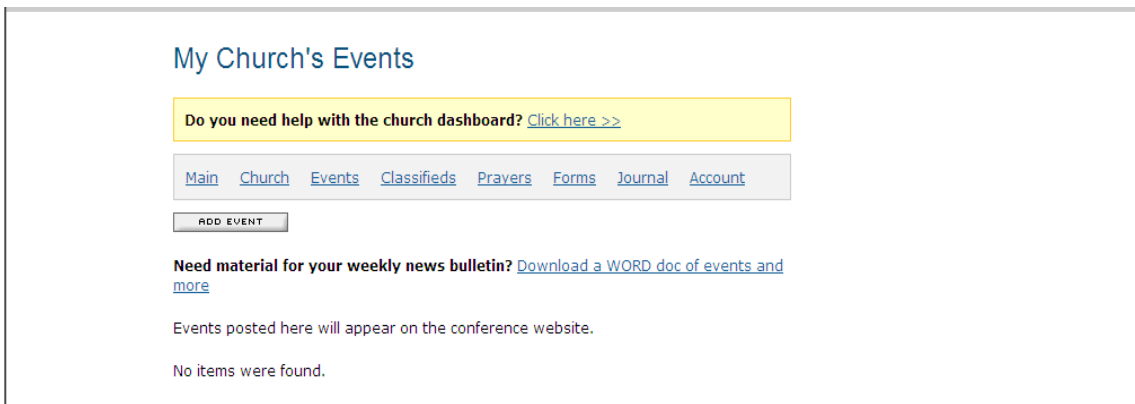 My Church's Events
Do you need help with the church dashboard? Click here >>
Main Church Events Classifieds Prayers Forms Journal Account
ADD EVENT
Need material for your weekly news bulletin? Download a WORD doc of events and
more
Events posted here will appear on the conference website.
No items were found.